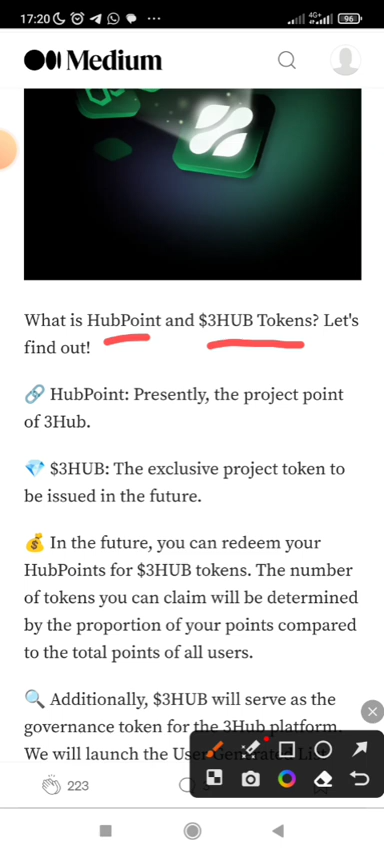 17:20 4G+ 96
Medium
What is HubPoint and $3HUB Tokens? Let's
find out!
🔗 HubPoint: Presently, the project point
of 3Hub.
💎 $3HUB: The exclusive project token to
be issued in the future.
💰 In the future, you can redeem your
HubPoints for $3HUB tokens. The number
of tokens you can claim will be determined
by the proportion of your points compared
to the total points of all users.
🔍 Additionally, $3HUB will serve as the
governance token for the 3Hub platform.
We will launch the User Generated
223